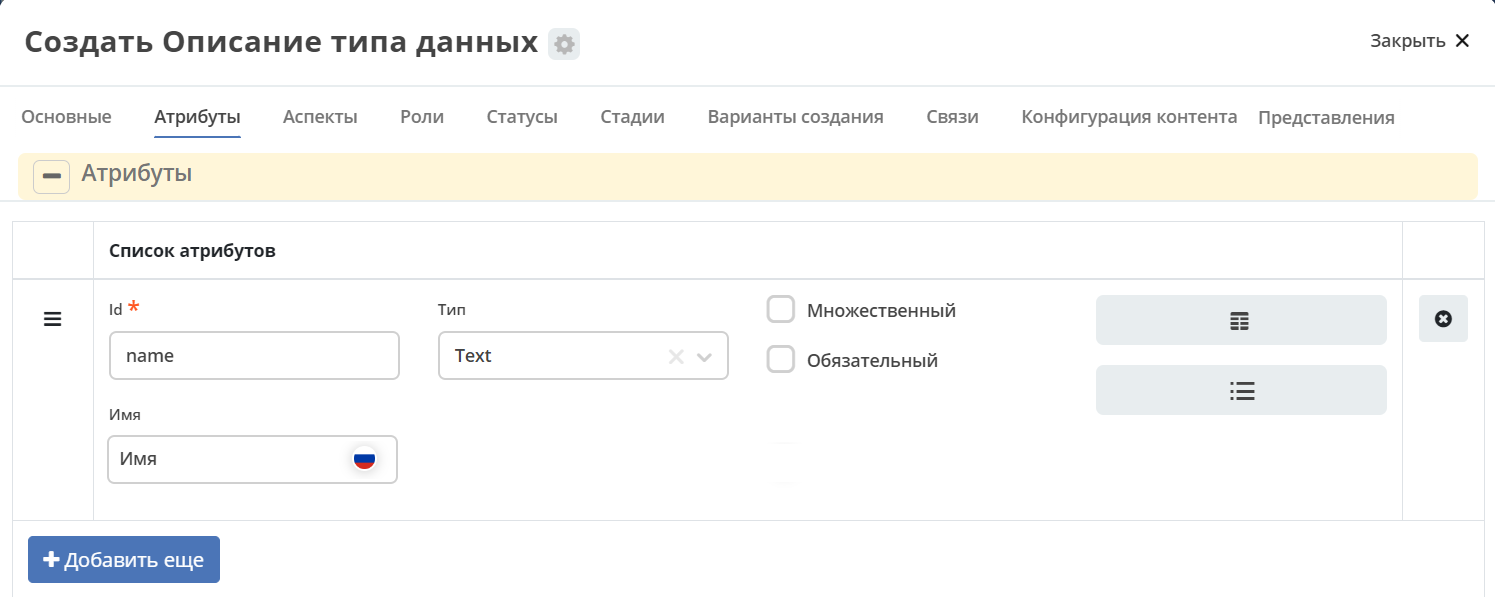 Создать Описание типа данных
Закрыть
Основные Атрибуты Аспекты Роли Статусы Стадии Варианты создания Связи Конфигурация контента Представления
Атрибуты
Список атрибутов
Id * Тип Множественный
name Text
Обязательный
Имя
Имя
Добавить еще